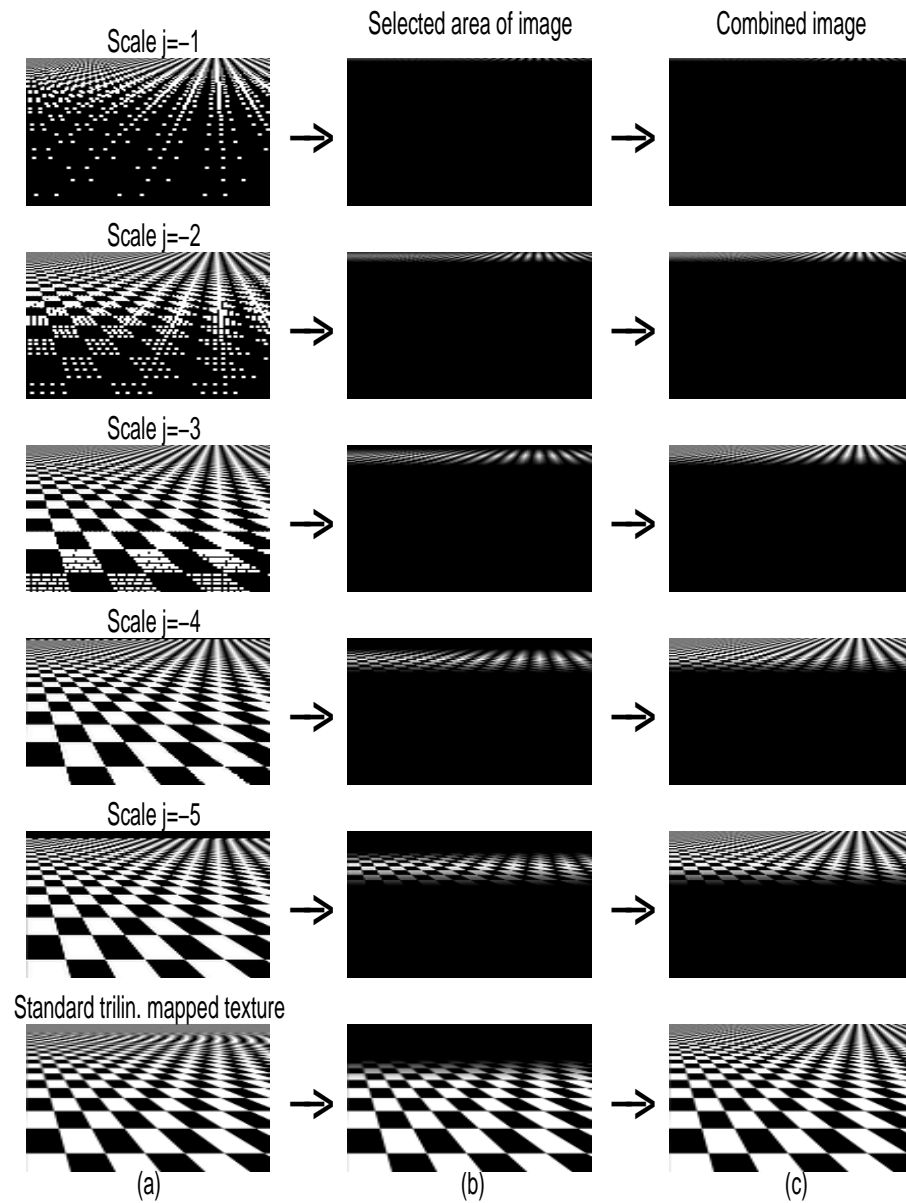 Scale j=–1
Selected area of image
Combined image
Scale j=–2
Scale j=–3
Scale j=–4
Scale j=–5
Standard trilin. mapped texture
(a)
(b)
(c)